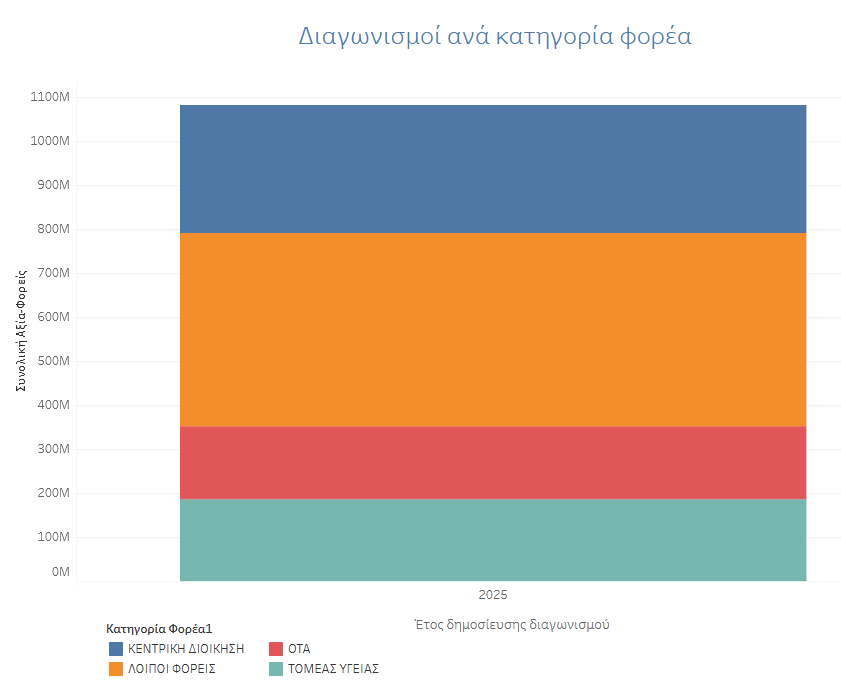 Διαγωνισμοί ανά κατηγορία φορέα
1100M
1000M
900M
800M
700M
600M
500M
400M
300M
200M
100M
0M
Συνολική Αξία-Φορείς
2025
Έτος δημοσίευσης διαγωνισμού
Κατηγορία Φορέα1
ΚΕΝΤΡΙΚΗ ΔΙΟΙΚΗΣΗ
ΟΤΑ
ΛΟΙΠΟΙ ΦΟΡΕΙΣ
ΤΟΜΕΑΣ ΥΓΕΙΑΣ